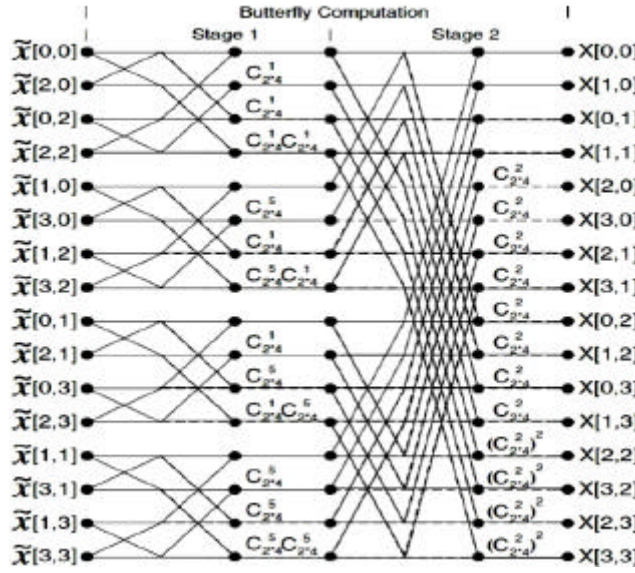 Butterfly Computation
Stage 1 Stage 2
x̃[0,0] X[0,0]
x̃[2,0] C¹₂*₄ X[1,0]
x̃[0,2] C¹₂*₄ X[0,1]
x̃[2,2] C¹₂*₄C¹₂*₄ X[1,1]
x̃[1,0] C²₂*₄ X[2,0]
x̃[3,0] C⁵₂*₄ C²₂*₄ X[3,0]
x̃[1,2] C¹₂*₄ C²₂*₄ X[2,1]
x̃[3,2] C⁵₂*₄C¹₂*₄ C²₂*₄ X[3,1]
x̃[0,1] C²₂*₄ X[0,2]
x̃[2,1] C¹₂*₄ C²₂*₄ X[1,2]
x̃[0,3] C⁵₂*₄ C²₂*₄ X[0,3]
x̃[2,3] C¹₂*₄C⁵₂*₄ C²₂*₄ X[1,3]
x̃[1,1] (C²₂*₄)² X[2,2]
x̃[3,1] C⁵₂*₄ (C²₂*₄)² X[3,2]
x̃[1,3] C⁵₂*₄ (C²₂*₄)² X[2,3]
x̃[3,3] C⁵₂*₄C⁵₂*₄ (C²₂*₄)² X[3,3]